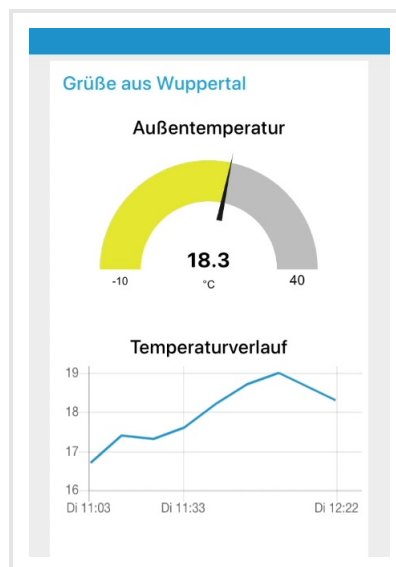 Grüße aus Wuppertal
Außentemperatur
18.3
-10
°C
40
Temperaturverlauf
19
18
17
16
Di 11:03
Di 11:33
Di 12:22